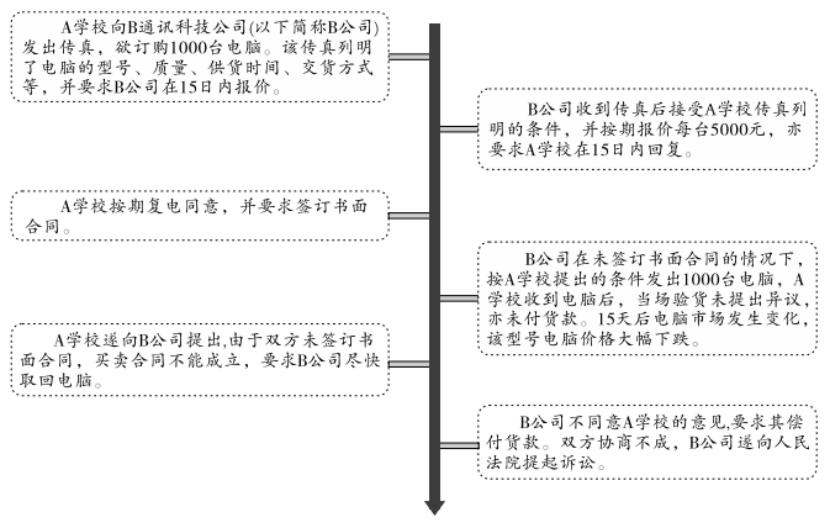 A学校向B通讯科技公司(以下简称B公司)
发出传真，欲订购1000台电脑。该传真列明
了电脑的型号、质量、供货时间、交货方式
等，并要求B公司在15日内报价。
B公司收到传真后接受A学校传真列
明的条件，并按期报价每台5000元，亦
要求A学校在15日内回复。
A学校按期复电同意，并要求签订书面
合同。
B公司在未签订书面合同的情况下，
按A学校提出的条件发出1000台电脑，A
学校收到电脑后，当场验货未提出异议，
亦未付货款。15天后电脑市场发生变化，
该型号电脑价格大幅下跌。
A学校遂向B公司提出,由于双方未签订书
面合同，买卖合同不能成立，要求B公司尽快
取回电脑。
B公司不同意A学校的意见,要求其偿
付货款。双方协商不成，B公司遂向人民
法院提起诉讼。